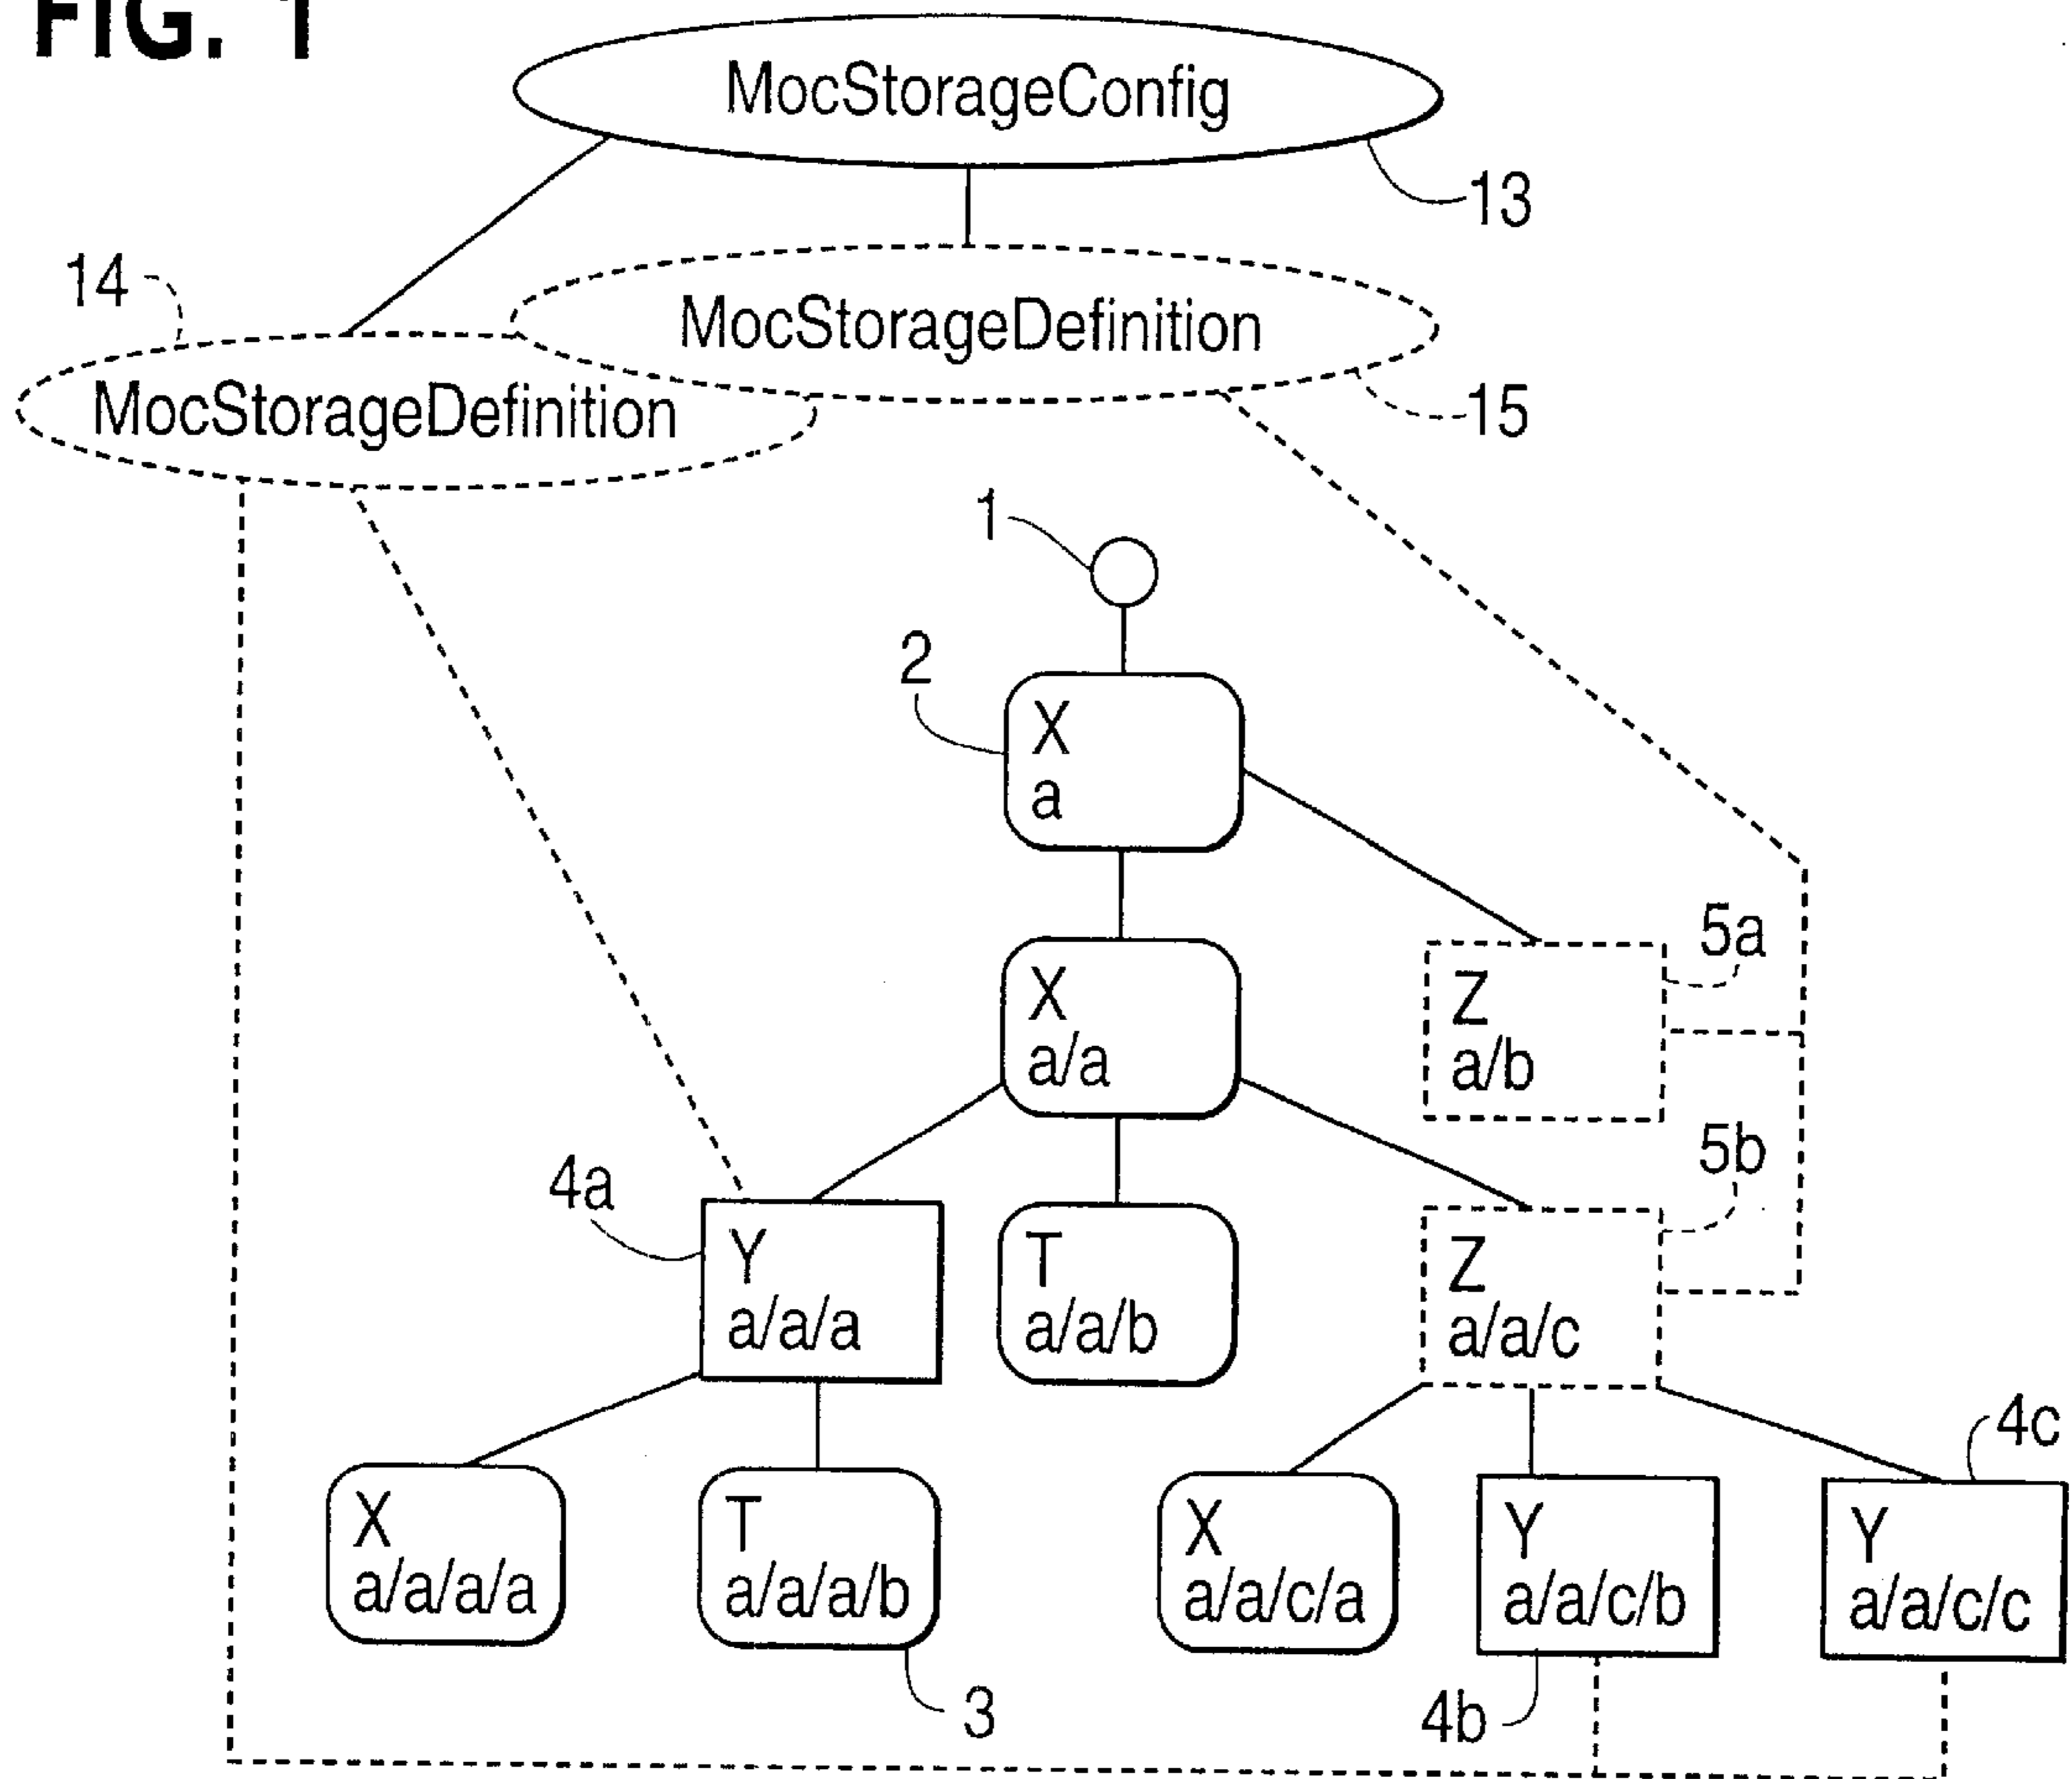 FIG. 1
MocStorageConfig
13
14
MocStorageDefinition
MocStorageDefinition
15
1
2
X
a
5a
X
a/a
Z
a/b
5b
4a
Y
a/a/a
T
a/a/b
Z
a/a/c
4c
X
a/a/a/a
T
a/a/a/b
X
a/a/c/a
Y
a/a/c/b
Y
a/a/c/c
3
4b